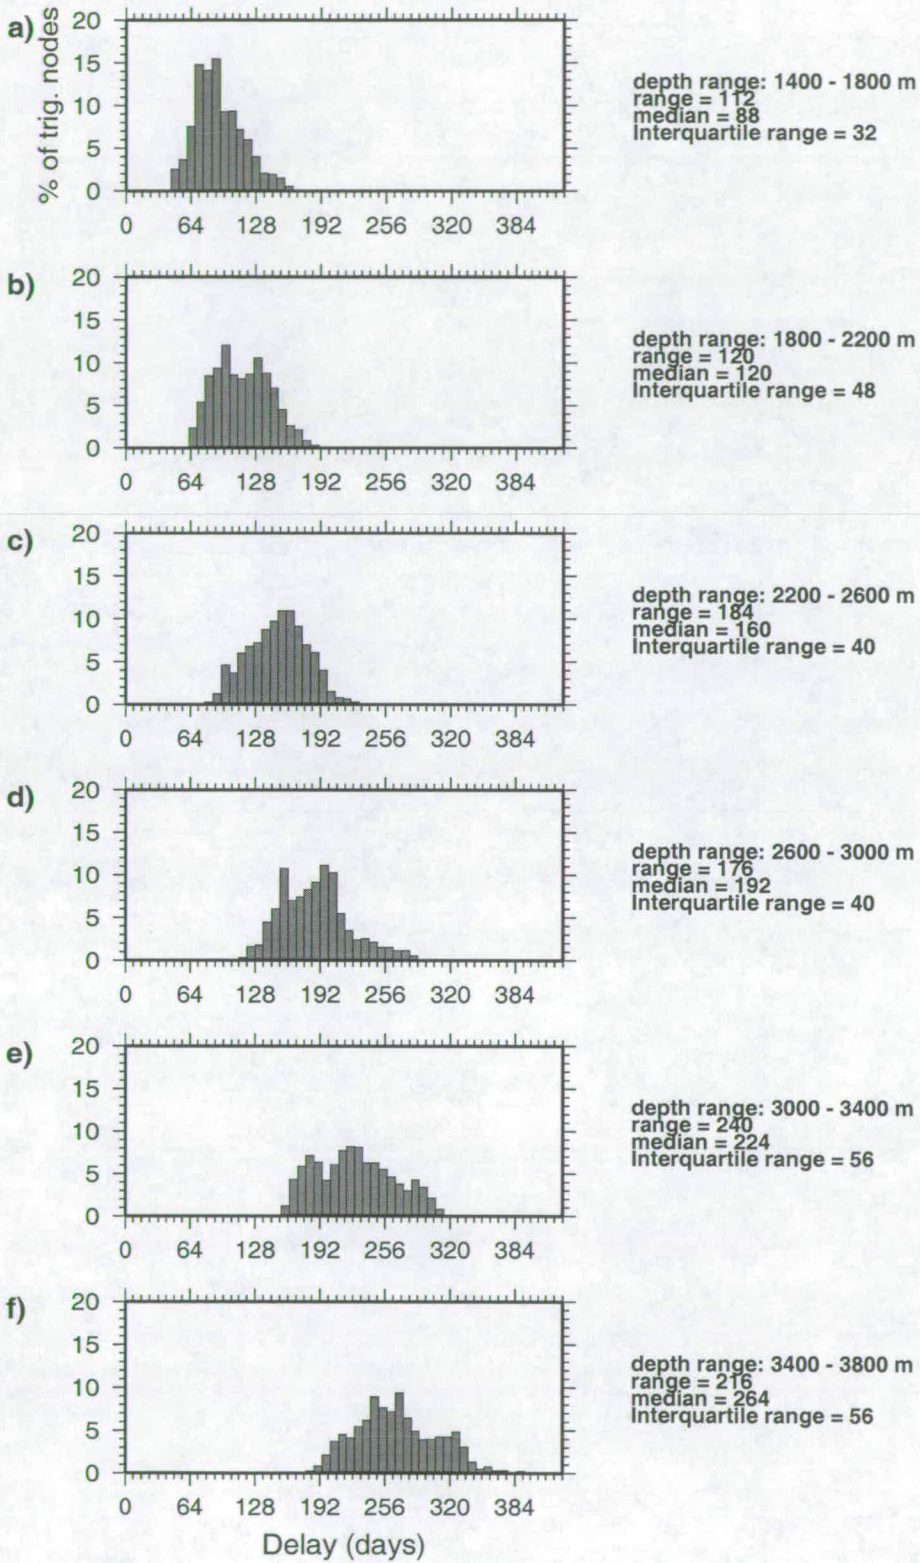 a)
% of trig. nodes
20
15
10
5
0
0 64 128 192 256 320 384
depth range: 1400 - 1800 m
range = 112
median = 88
Interquartile range = 32
b)
20
15
10
5
0
0 64 128 192 256 320 384
depth range: 1800 - 2200 m
range = 120
median = 120
Interquartile range = 48
c)
20
15
10
5
0
0 64 128 192 256 320 384
depth range: 2200 - 2600 m
range = 184
median = 160
Interquartile range = 40
d)
20
15
10
5
0
0 64 128 192 256 320 384
depth range: 2600 - 3000 m
range = 176
median = 192
Interquartile range = 40
e)
20
15
10
5
0
0 64 128 192 256 320 384
depth range: 3000 - 3400 m
range = 240
median = 224
Interquartile range = 56
f)
20
15
10
5
0
0 64 128 192 256 320 384
depth range: 3400 - 3800 m
range = 216
median = 264
Interquartile range = 56
Delay (days)